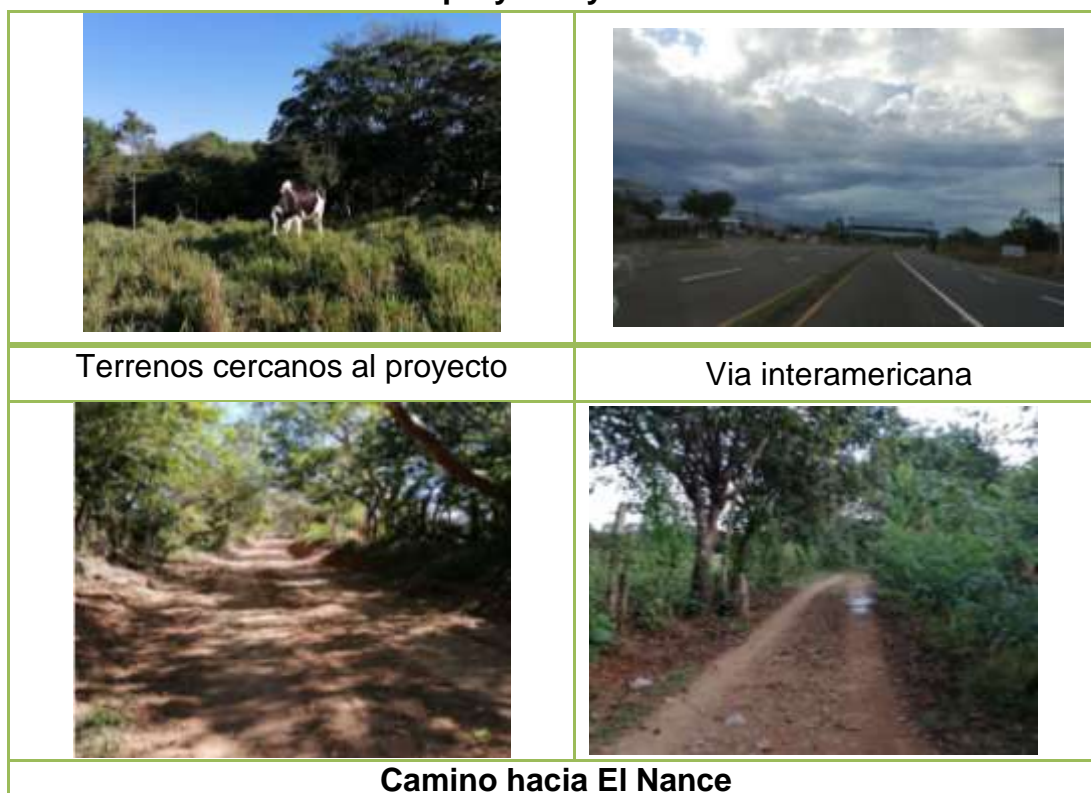 Terrenos cercanos al proyecto
Via interamericana
Camino hacia El Nance